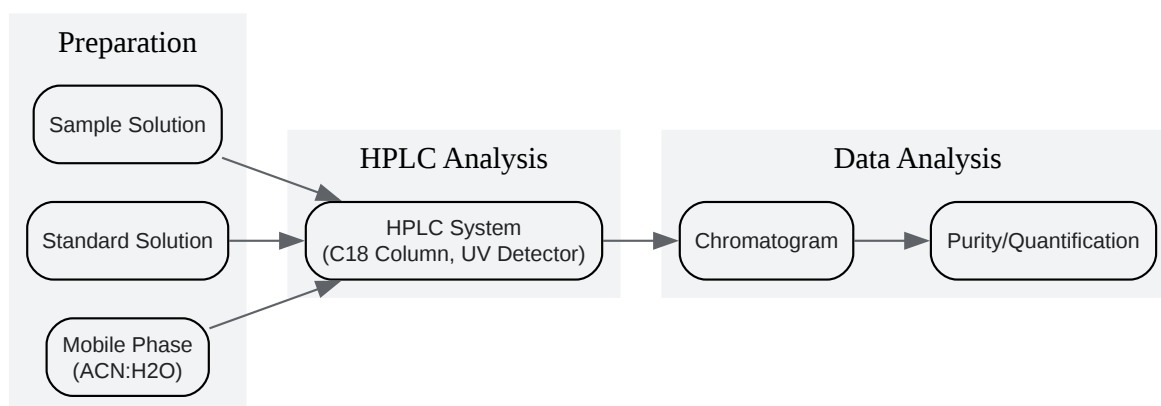 Preparation
Sample Solution
Standard Solution
Mobile Phase
(ACN:H2O)
HPLC Analysis
HPLC System
(C18 Column, UV Detector)
Data Analysis
Chromatogram
Purity/Quantification